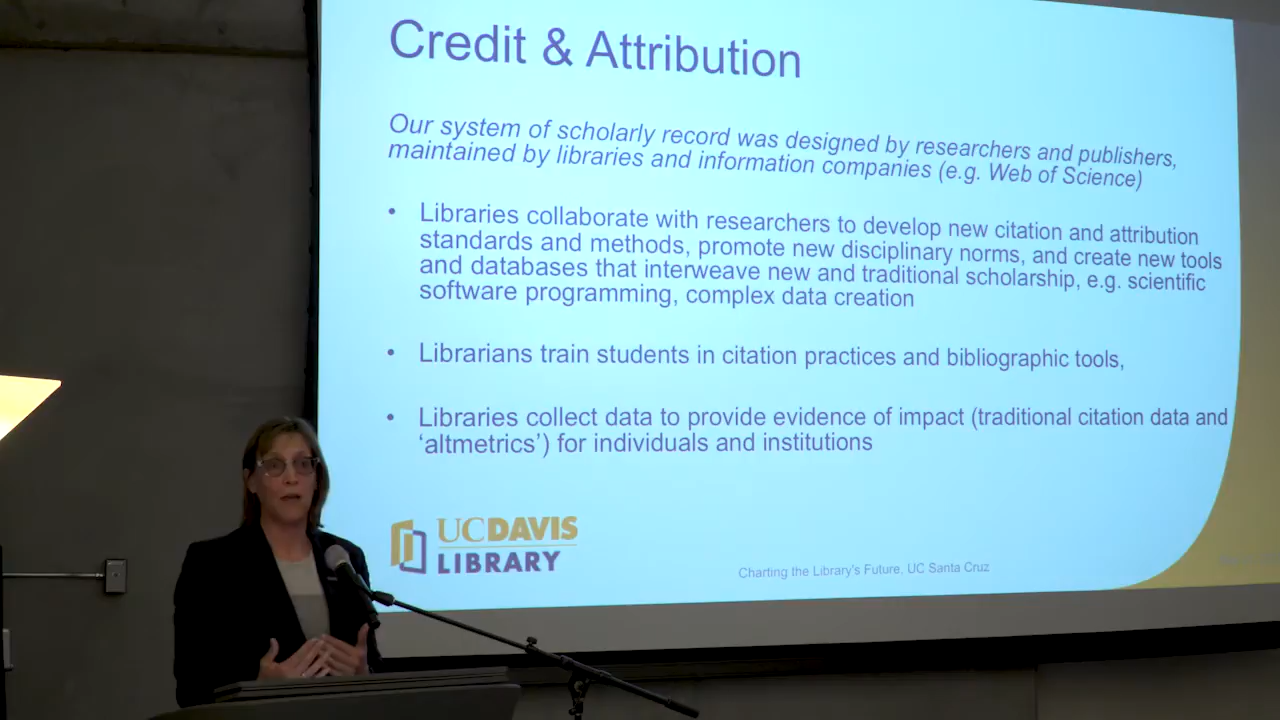 Credit & Attribution
Our system of scholarly record was designed by researchers and publishers,
maintained by libraries and information companies (e.g. Web of Science)
• Libraries collaborate with researchers to develop new citation and attribution
standards and methods, promote new disciplinary norms, and create new tools
and databases that interweave new and traditional scholarship, e.g. scientific
software programming, complex data creation
• Librarians train students in citation practices and bibliographic tools,
• Libraries collect data to provide evidence of impact (traditional citation data and
‘altmetrics’) for individuals and institutions
UCDAVIS
LIBRARY
Charting the Library's Future, UC Santa Cruz